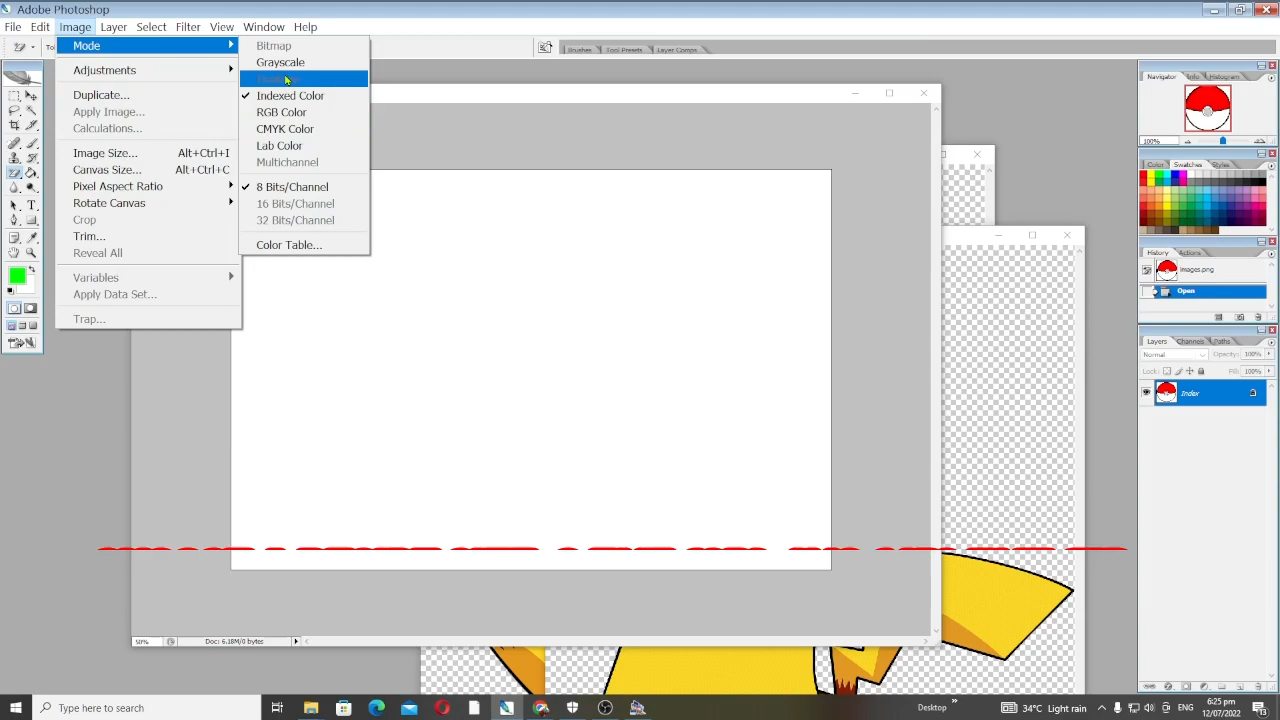 Adobe Photoshop
File Edit Image Layer Select Filter View Window Help
Brushes Tool Presets Layer Comps
Mode
Adjustments
Duplicate...
Apply Image...
Calculations...
Image Size... Alt+Ctrl+I
Canvas Size... Alt+Ctrl+C
Pixel Aspect Ratio
Rotate Canvas
Crop
Trim...
Reveal All
Variables
Apply Data Set...
Trap...
Bitmap
Grayscale
Indexed Color
RGB Color
CMYK Color
Lab Color
Multichannel
8 Bits/Channel
16 Bits/Channel
32 Bits/Channel
Color Table...
Navigator Info Histogram
100%
Color Swatches Styles
History Actions
images.png
Open
Layers Channels Paths
Normal Opacity: 100%
Lock: Fill: 100%
Index
50% Doc: 6.18M/0 bytes
Type here to search
Desktop
34°C Light rain
ENG
6:25 pm
12/07/2022
13